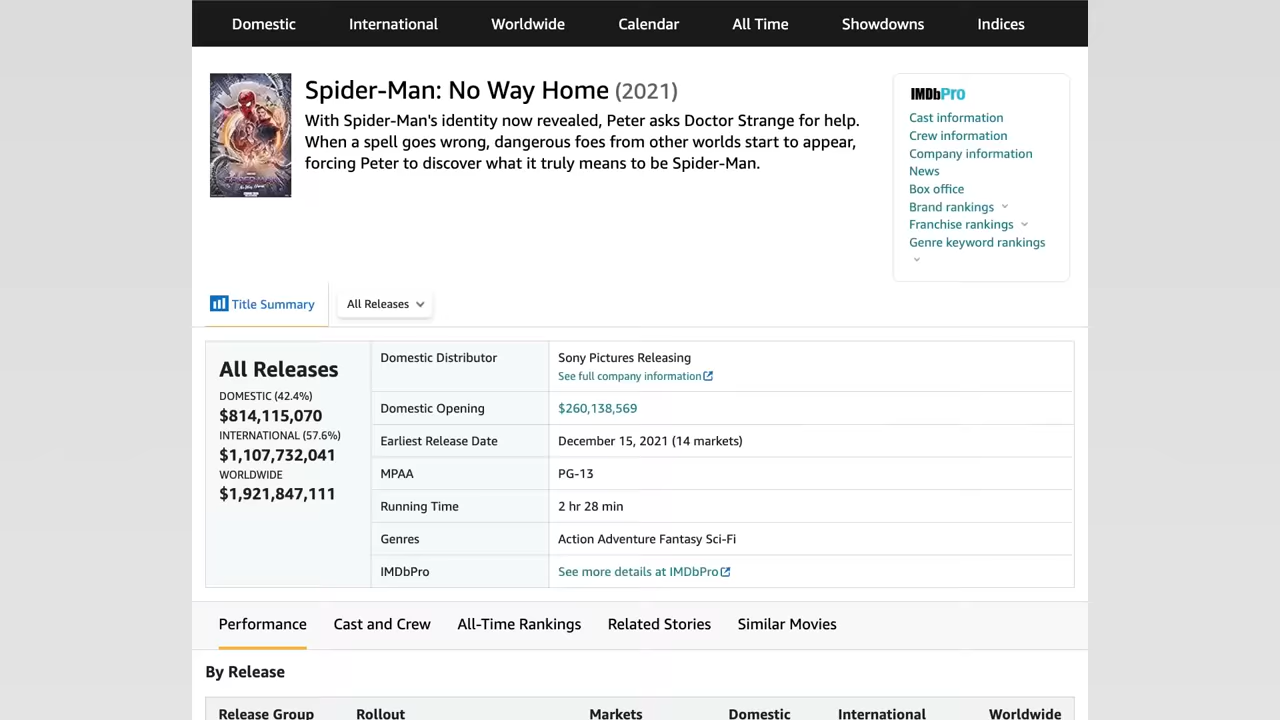 Domestic International Worldwide Calendar All Time Showdowns Indices
Spider-Man: No Way Home (2021)
With Spider-Man's identity now revealed, Peter asks Doctor Strange for help.
When a spell goes wrong, dangerous foes from other worlds start to appear,
forcing Peter to discover what it truly means to be Spider-Man.
IMDbPro
Cast information
Crew information
Company information
News
Box office
Brand rankings
Franchise rankings
Genre keyword rankings
Title Summary
All Releases
All Releases
DOMESTIC (42.4%)
$814,115,070
INTERNATIONAL (57.6%)
$1,107,732,041
WORLDWIDE
$1,921,847,111
Domestic Distributor Sony Pictures Releasing
See full company information
Domestic Opening $260,138,569
Earliest Release Date December 15, 2021 (14 markets)
MPAA PG-13
Running Time 2 hr 28 min
Genres Action Adventure Fantasy Sci-Fi
IMDbPro See more details at IMDbPro
Performance Cast and Crew All-Time Rankings Related Stories Similar Movies
By Release
Release Group Rollout Markets Domestic International Worldwide